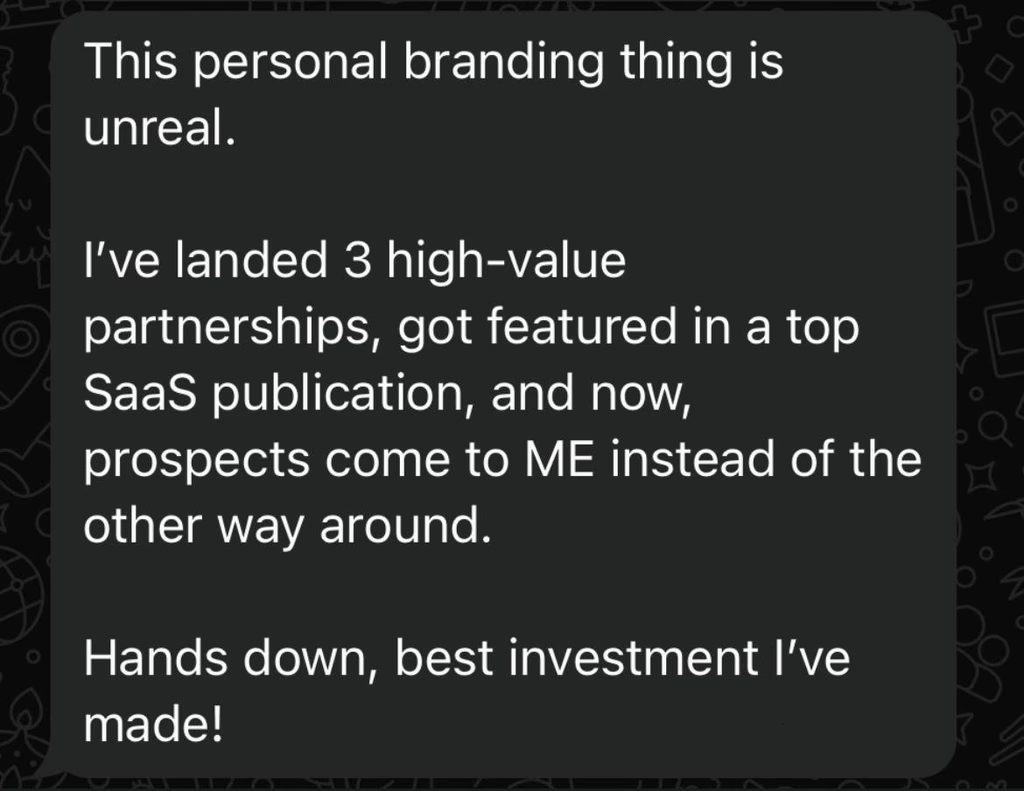 This personal branding thing is
unreal.
I’ve landed 3 high-value
partnerships, got featured in a top
SaaS publication, and now,
prospects come to ME instead of the
other way around.
Hands down, best investment I’ve
made!